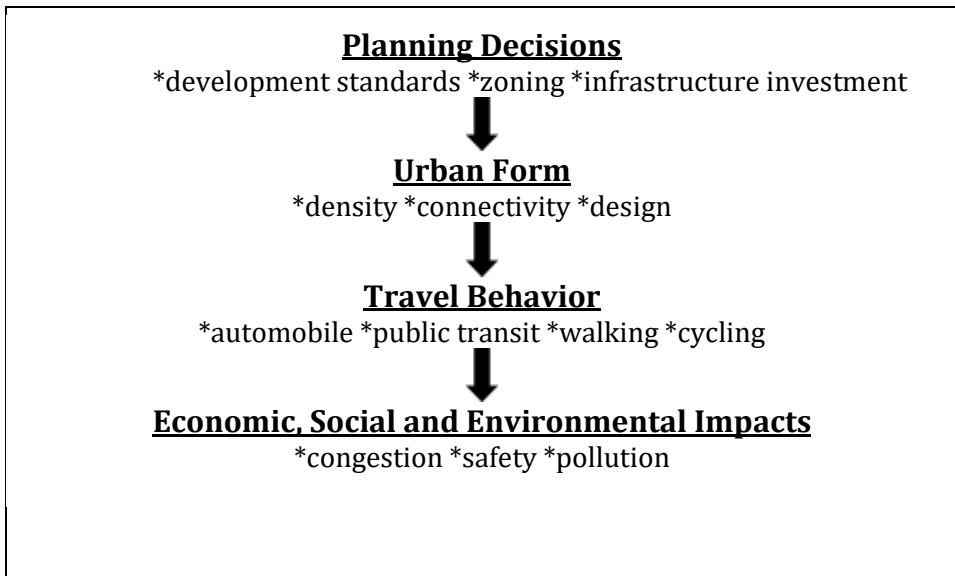 Planning Decisions
*development standards *zoning *infrastructure investment
Urban Form
*density *connectivity *design
Travel Behavior
*automobile *public transit *walking *cycling
Economic, Social and Environmental Impacts
*congestion *safety *pollution